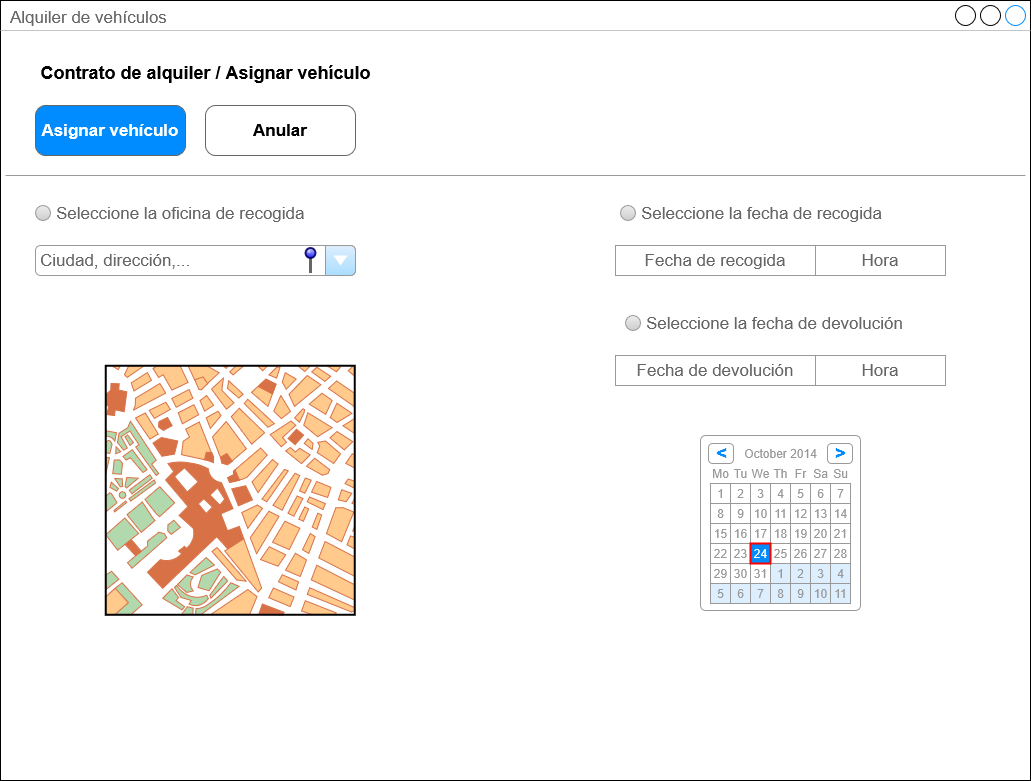 Alquiler de vehículos
Contrato de alquiler / Asignar vehículo
Asignar vehículo
Anular
Seleccione la oficina de recogida
Ciudad, dirección,...
Seleccione la fecha de recogida
Fecha de recogida Hora
Seleccione la fecha de devolución
Fecha de devolución Hora
< October 2014 >
Mo Tu We Th Fr Sa Su
1 2 3 4 5 6 7
8 9 10 11 12 13 14
15 16 17 18 19 20 21
22 23 24 25 26 27 28
29 30 31 1 2 3 4
5 6 7 8 9 10 11